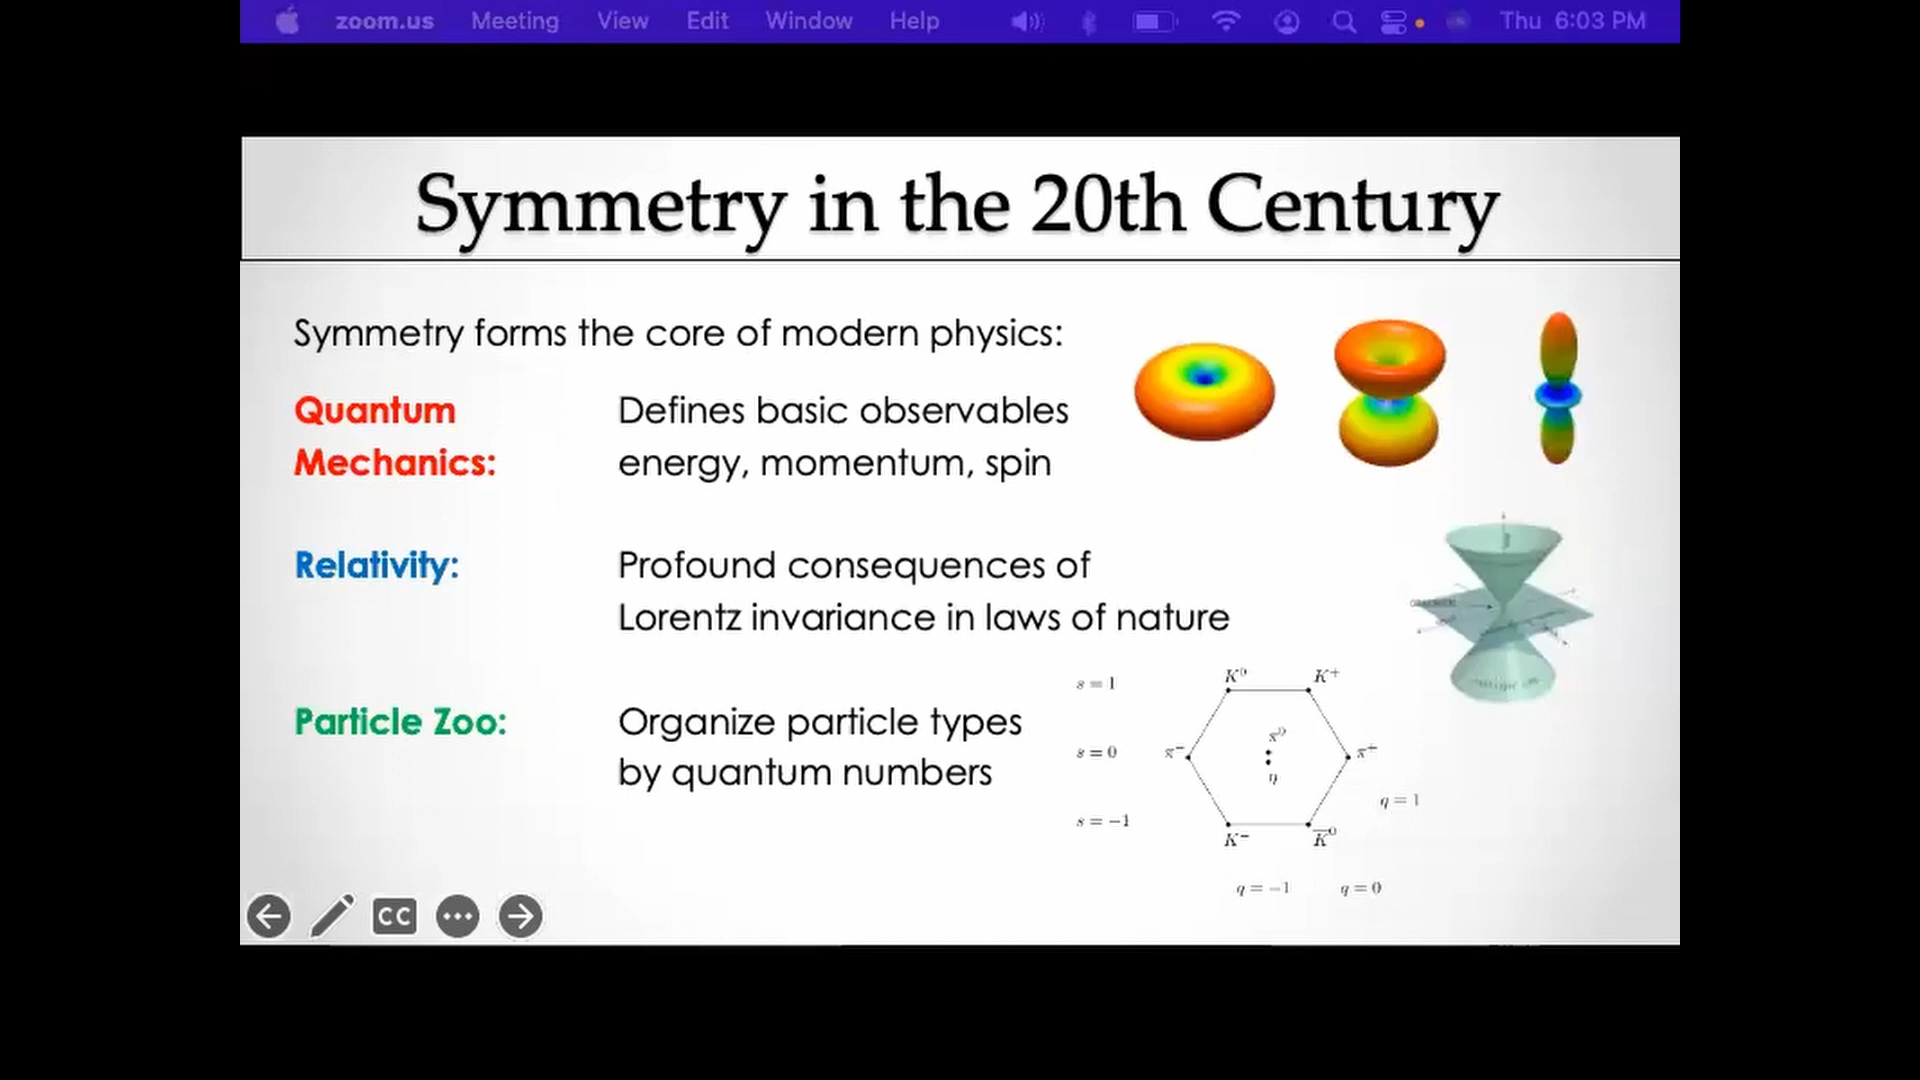 zoom.us Meeting View Edit Window Help Thu 6:03 PM
Symmetry in the 20th Century
Symmetry forms the core of modern physics:
Quantum Defines basic observables
Mechanics: energy, momentum, spin
Relativity: Profound consequences of
Lorentz invariance in laws of nature
Particle Zoo: Organize particle types
by quantum numbers
s = 1 K⁰ K⁺
π⁰
s = 0 π⁻ π⁺
η
q = 1
s = −1
K⁻ K̅⁰
q = −1 q = 0
CC